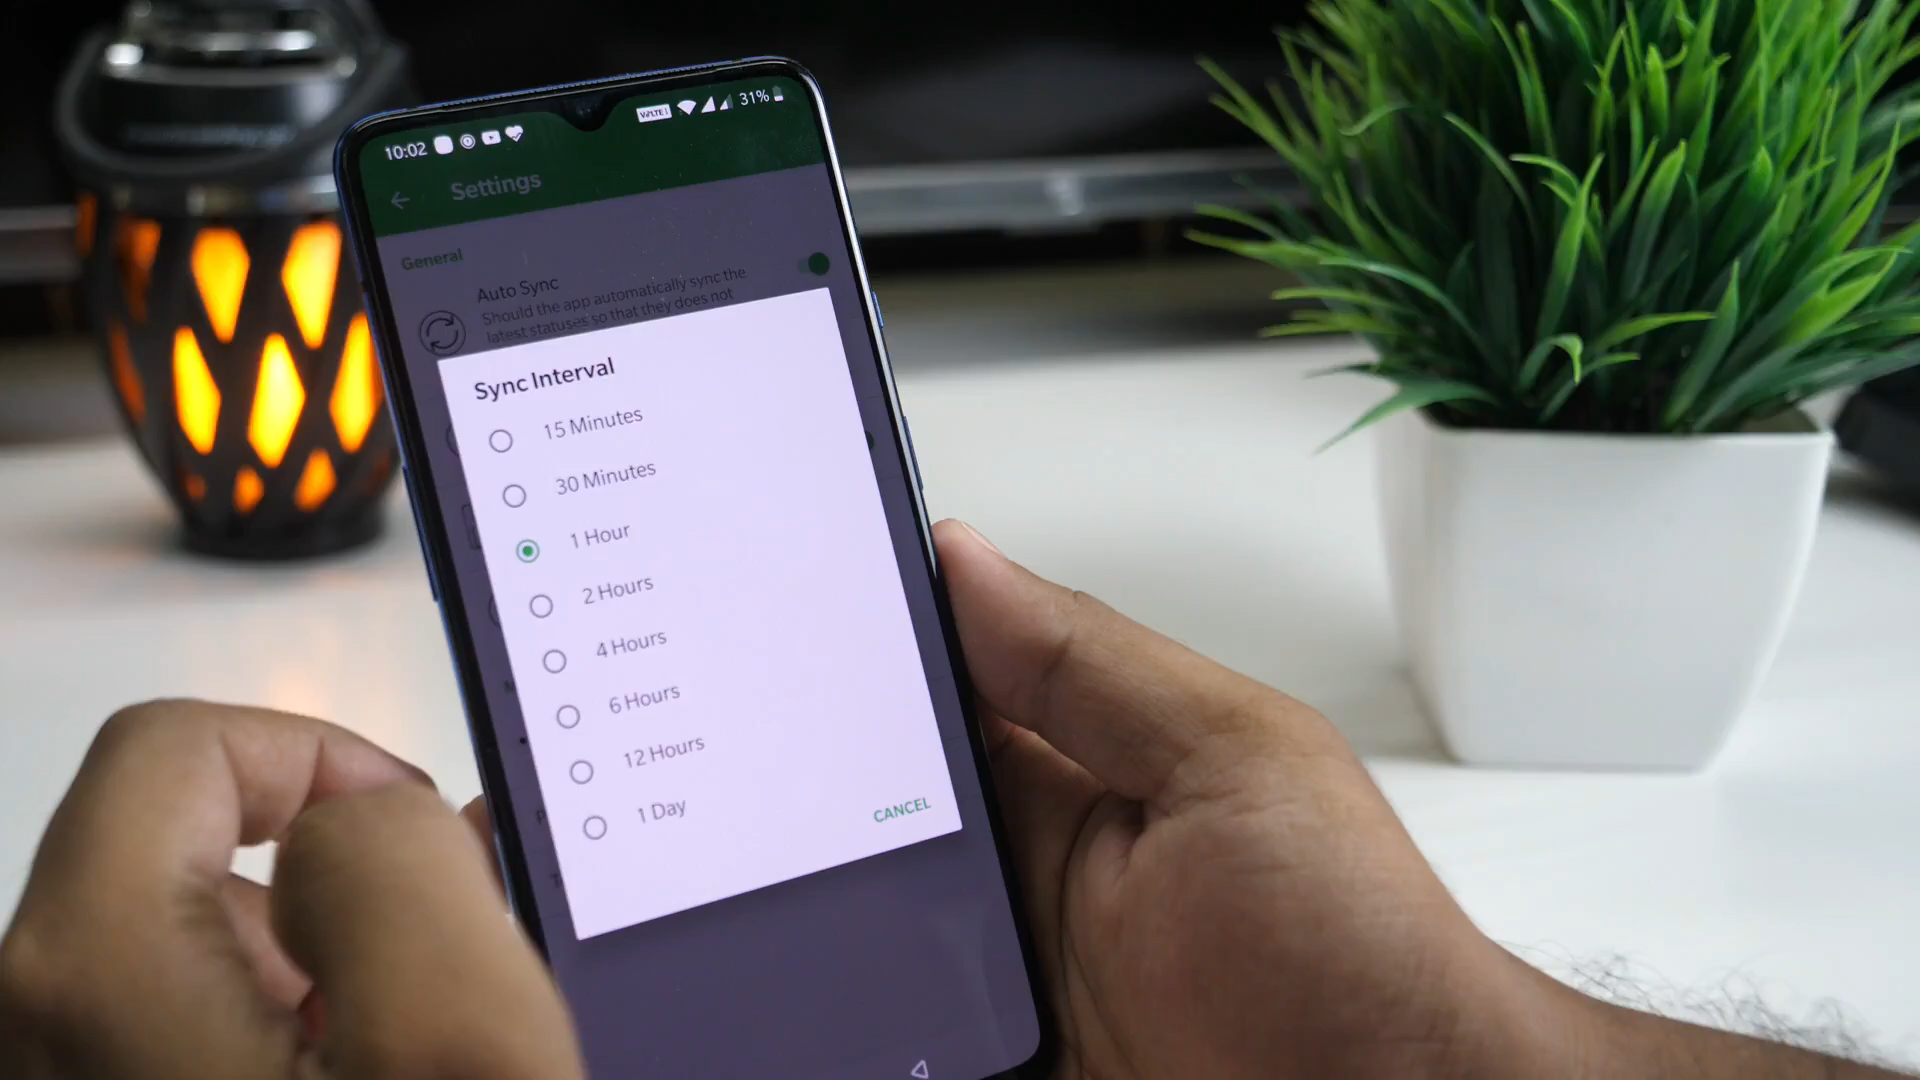 10:02
VoLTE 31%
Settings
General
Auto Sync
Should the app automatically sync the
latest statuses so that they does not
Sync Interval
15 Minutes
30 Minutes
1 Hour
2 Hours
4 Hours
6 Hours
12 Hours
1 Day
CANCEL